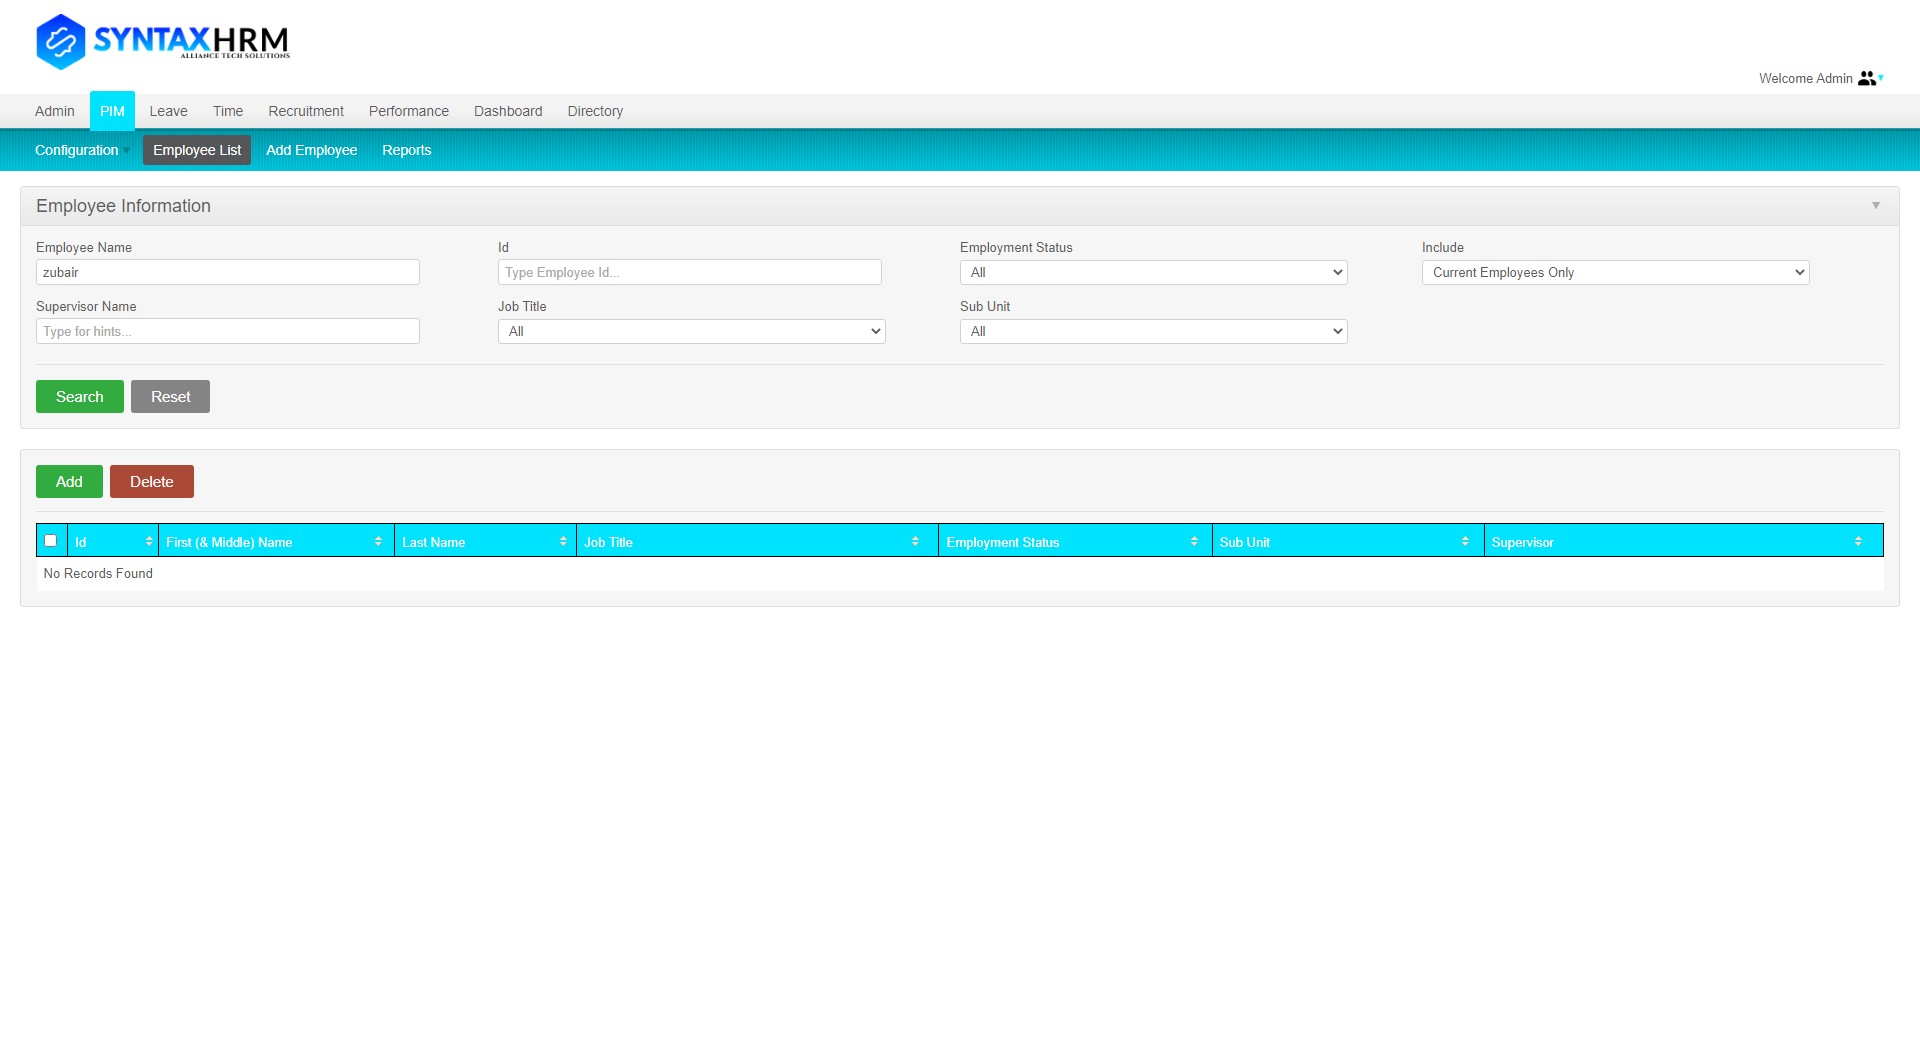 SYNTAXHRM
ALLIANCE TECH SOLUTIONS
Welcome Admin
Admin PIM Leave Time Recruitment Performance Dashboard Directory
Configuration Employee List Add Employee Reports
Employee Information
Employee Name Id Employment Status Include
zubair Type Employee Id... All Current Employees Only
Supervisor Name Job Title Sub Unit
Type for hints... All All
Search Reset
Add Delete
Id First (& Middle) Name Last Name Job Title Employment Status Sub Unit Supervisor
No Records Found